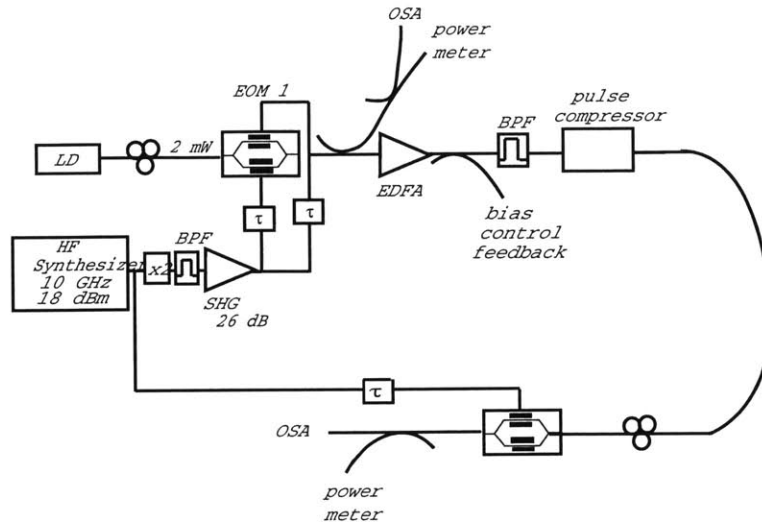 OSA
power
meter
EOM 1
pulse
compressor
BPF
LD
2 mW
EDFA
τ
τ
bias
control
feedback
HF
Synthesizer
10 GHz
18 dBm
x2
BPF
SHG
26 dB
τ
OSA
power
meter